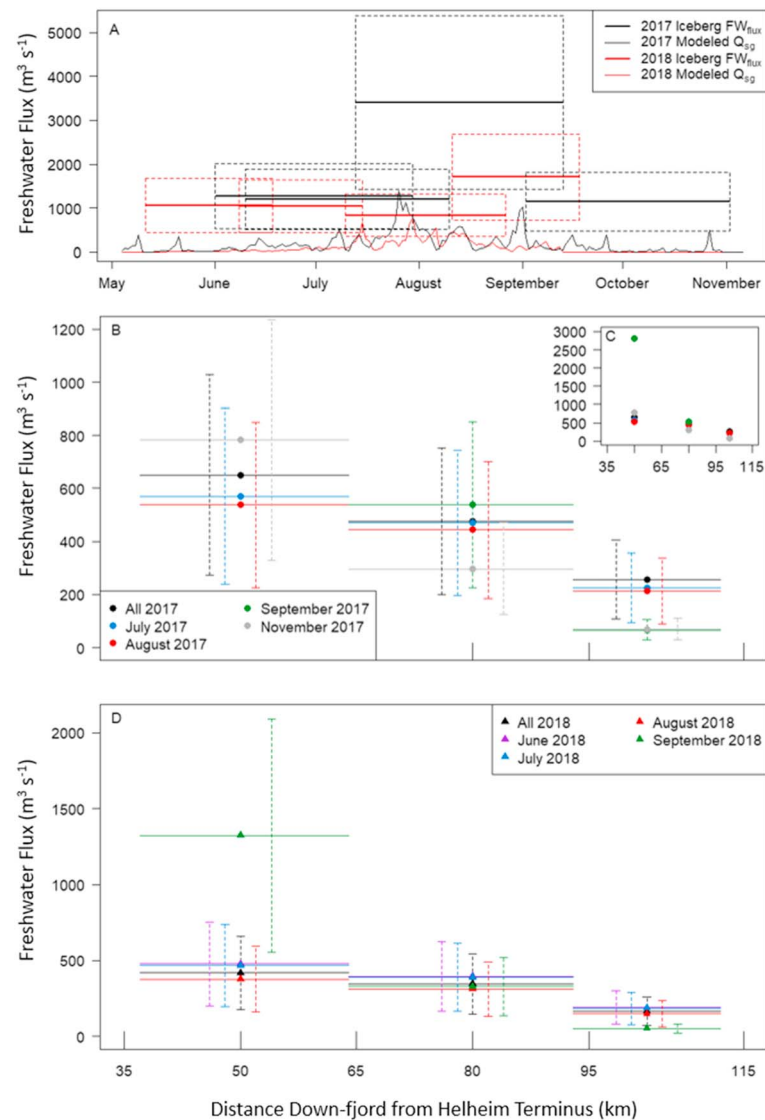 A
2017 Iceberg FWflux
2017 Modeled Qsg
2018 Iceberg FWflux
2018 Modeled Qsg
Freshwater Flux (m³ s⁻¹)
5000
4000
3000
2000
1000
0
May June July August September October November
B
C
Freshwater Flux (m³ s⁻¹)
1200
1000
800
600
400
200
0
3000
2500
2000
1500
1000
500
0
35 65 95 115
All 2017
July 2017
August 2017
September 2017
November 2017
D
All 2018
June 2018
July 2018
August 2018
September 2018
Freshwater Flux (m³ s⁻¹)
2000
1500
1000
500
0
35 50 65 80 95 115
Distance Down-fjord from Helheim Terminus (km)